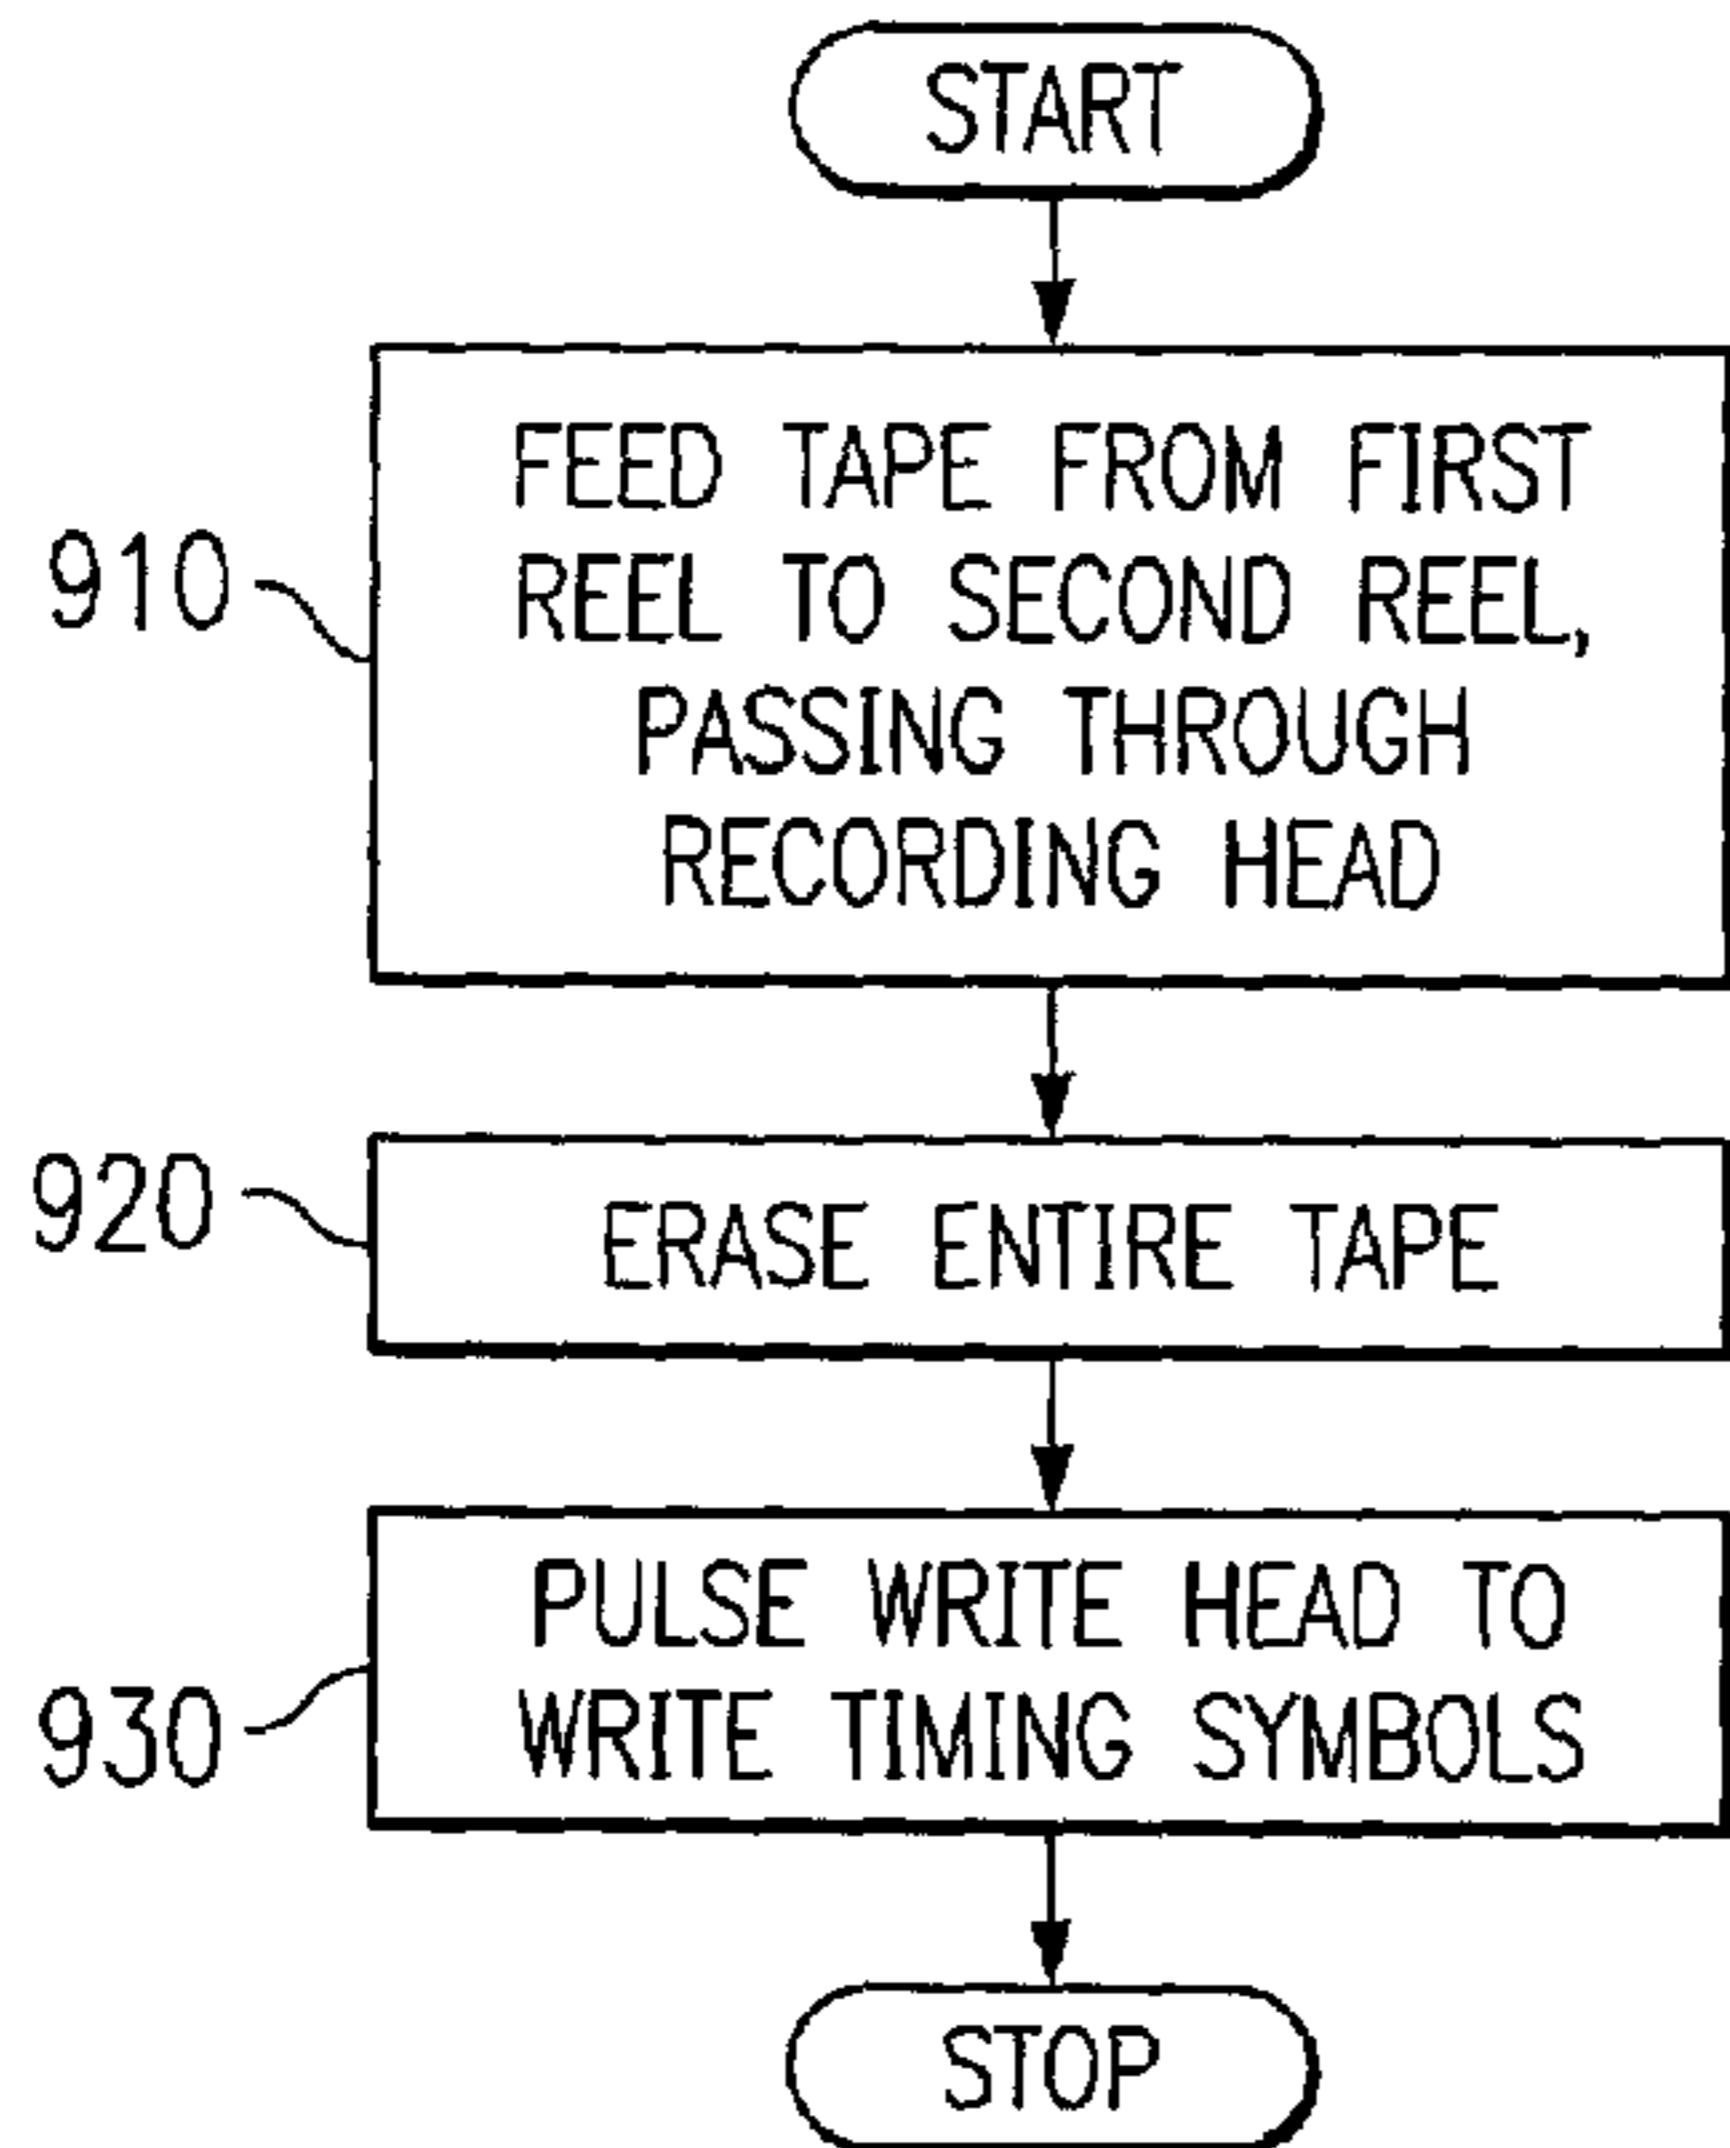 START
910
FEED TAPE FROM FIRST
REEL TO SECOND REEL,
PASSING THROUGH
RECORDING HEAD
920
ERASE ENTIRE TAPE
930
PULSE WRITE HEAD TO
WRITE TIMING SYMBOLS
STOP